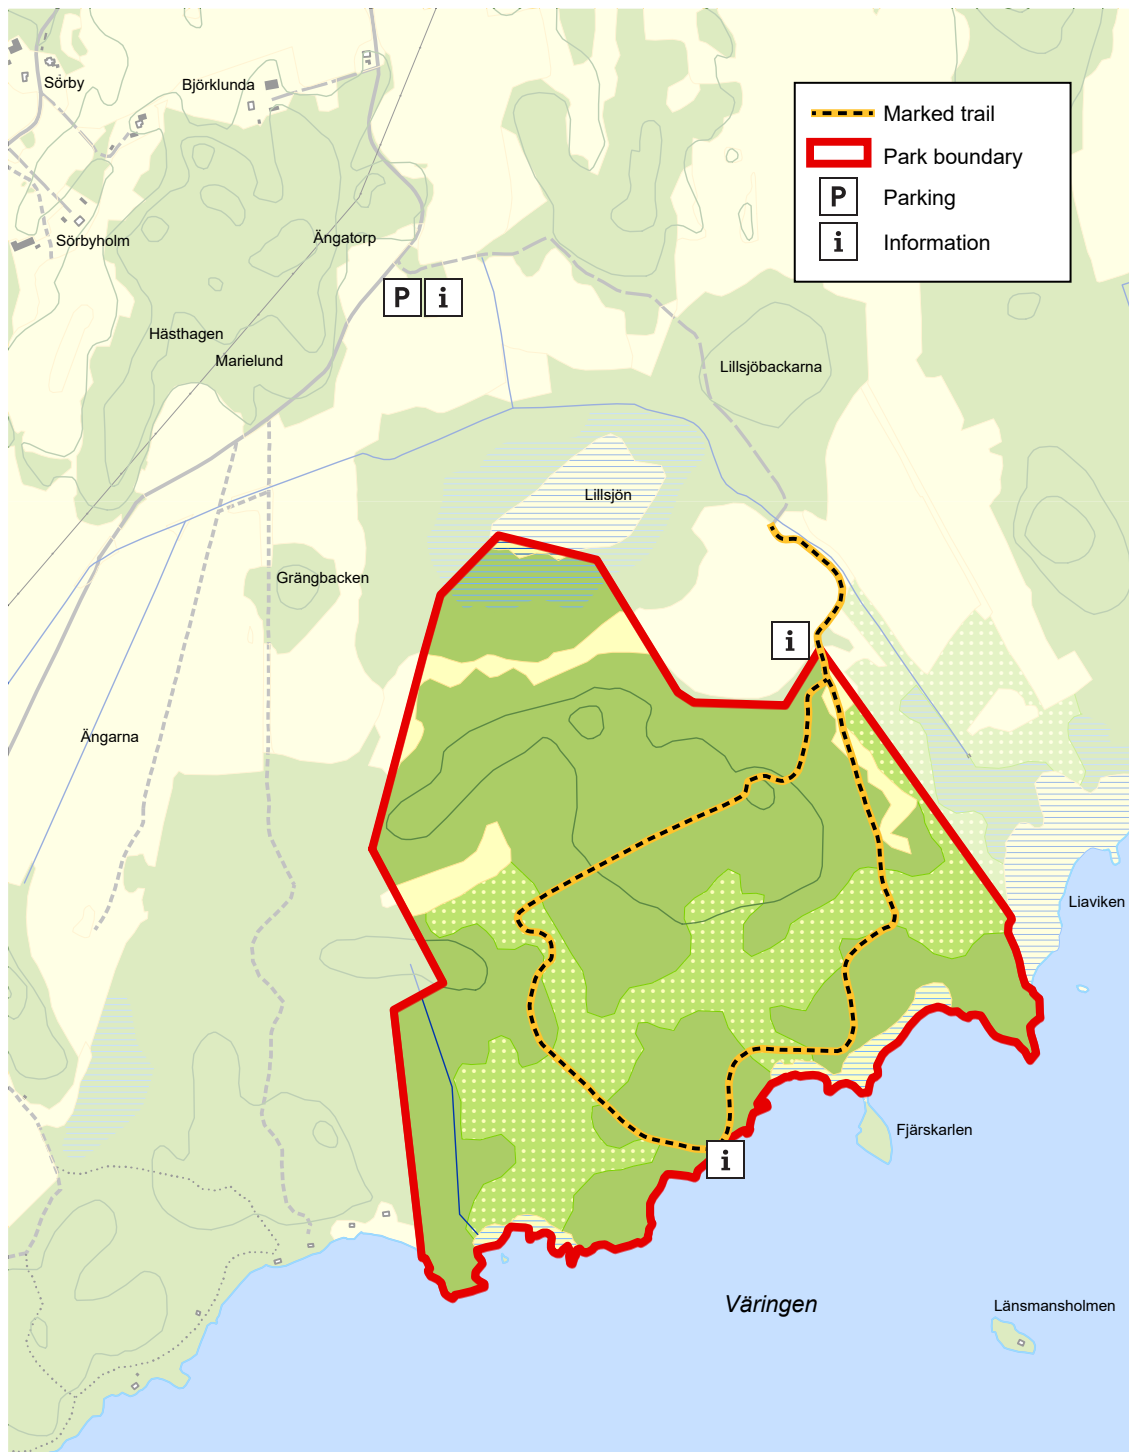 Sörby
Björklunda
Marked trail
Park boundary
P Parking
i Information
Sörbyholm
Ängatorp
P i
Hästhagen
Marielund
Lillsjöbackarna
Lillsjön
Grängbacken
i
Ängarna
Liaviken
Fjärskarlen
i
Väringen
Länsmansholmen